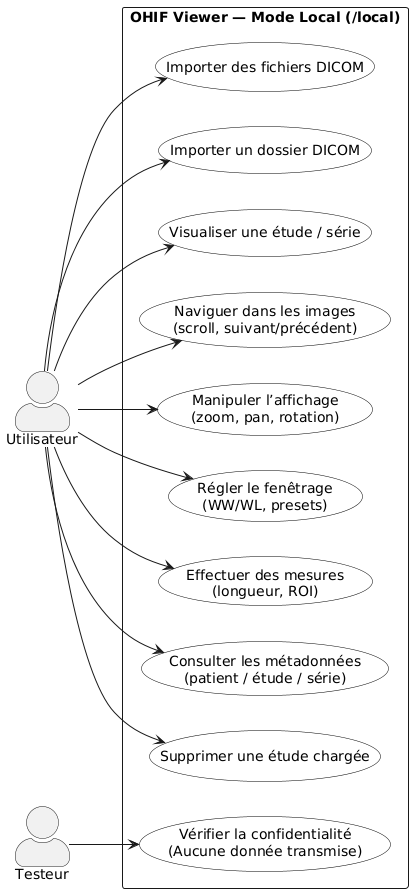 OHIF Viewer — Mode Local (/local)
Importer des fichiers DICOM
Importer un dossier DICOM
Visualiser une étude / série
Naviguer dans les images
(scroll, suivant/précédent)
Manipuler l’affichage
(zoom, pan, rotation)
Utilisateur
Régler le fenêtrage
(WW/WL, presets)
Effectuer des mesures
(longueur, ROI)
Consulter les métadonnées
(patient / étude / série)
Supprimer une étude chargée
Vérifier la confidentialité
(Aucune donnée transmise)
Testeur